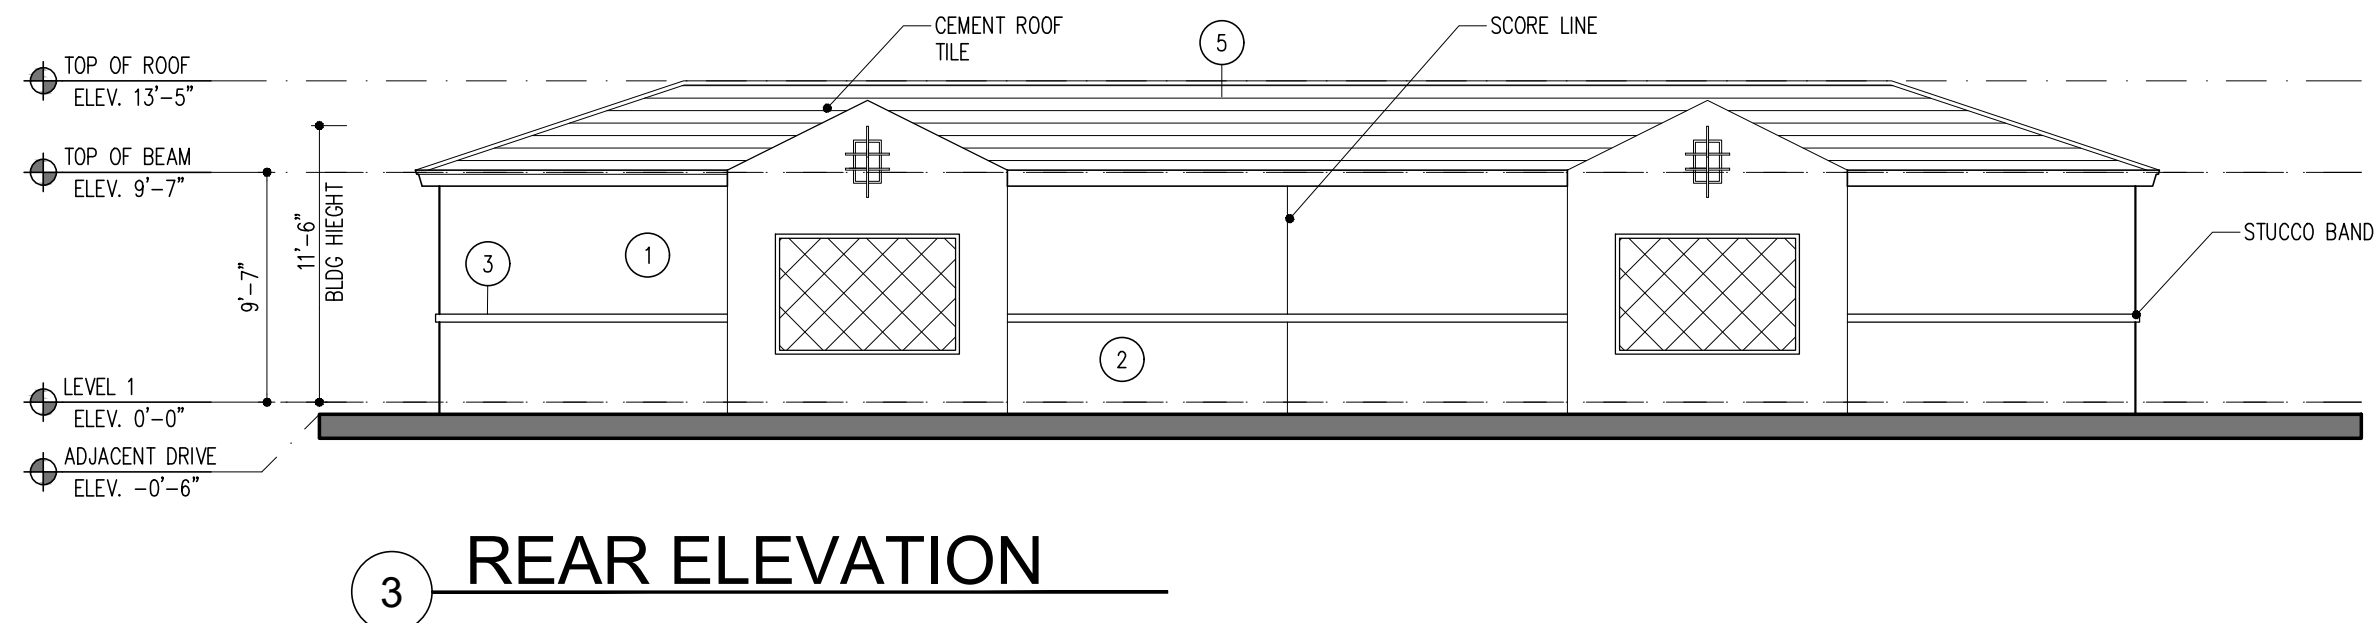 CEMENT ROOF
TILE
5
SCORE LINE
TOP OF ROOF
ELEV. 13'-5"
TOP OF BEAM
ELEV. 9'-7"
STUCCO BAND
9'-7"
11'-6"
BLDG HIEGHT
3
1
2
LEVEL 1
ELEV. 0'-0"
ADJACENT DRIVE
ELEV. -0'-6"
3
REAR ELEVATION